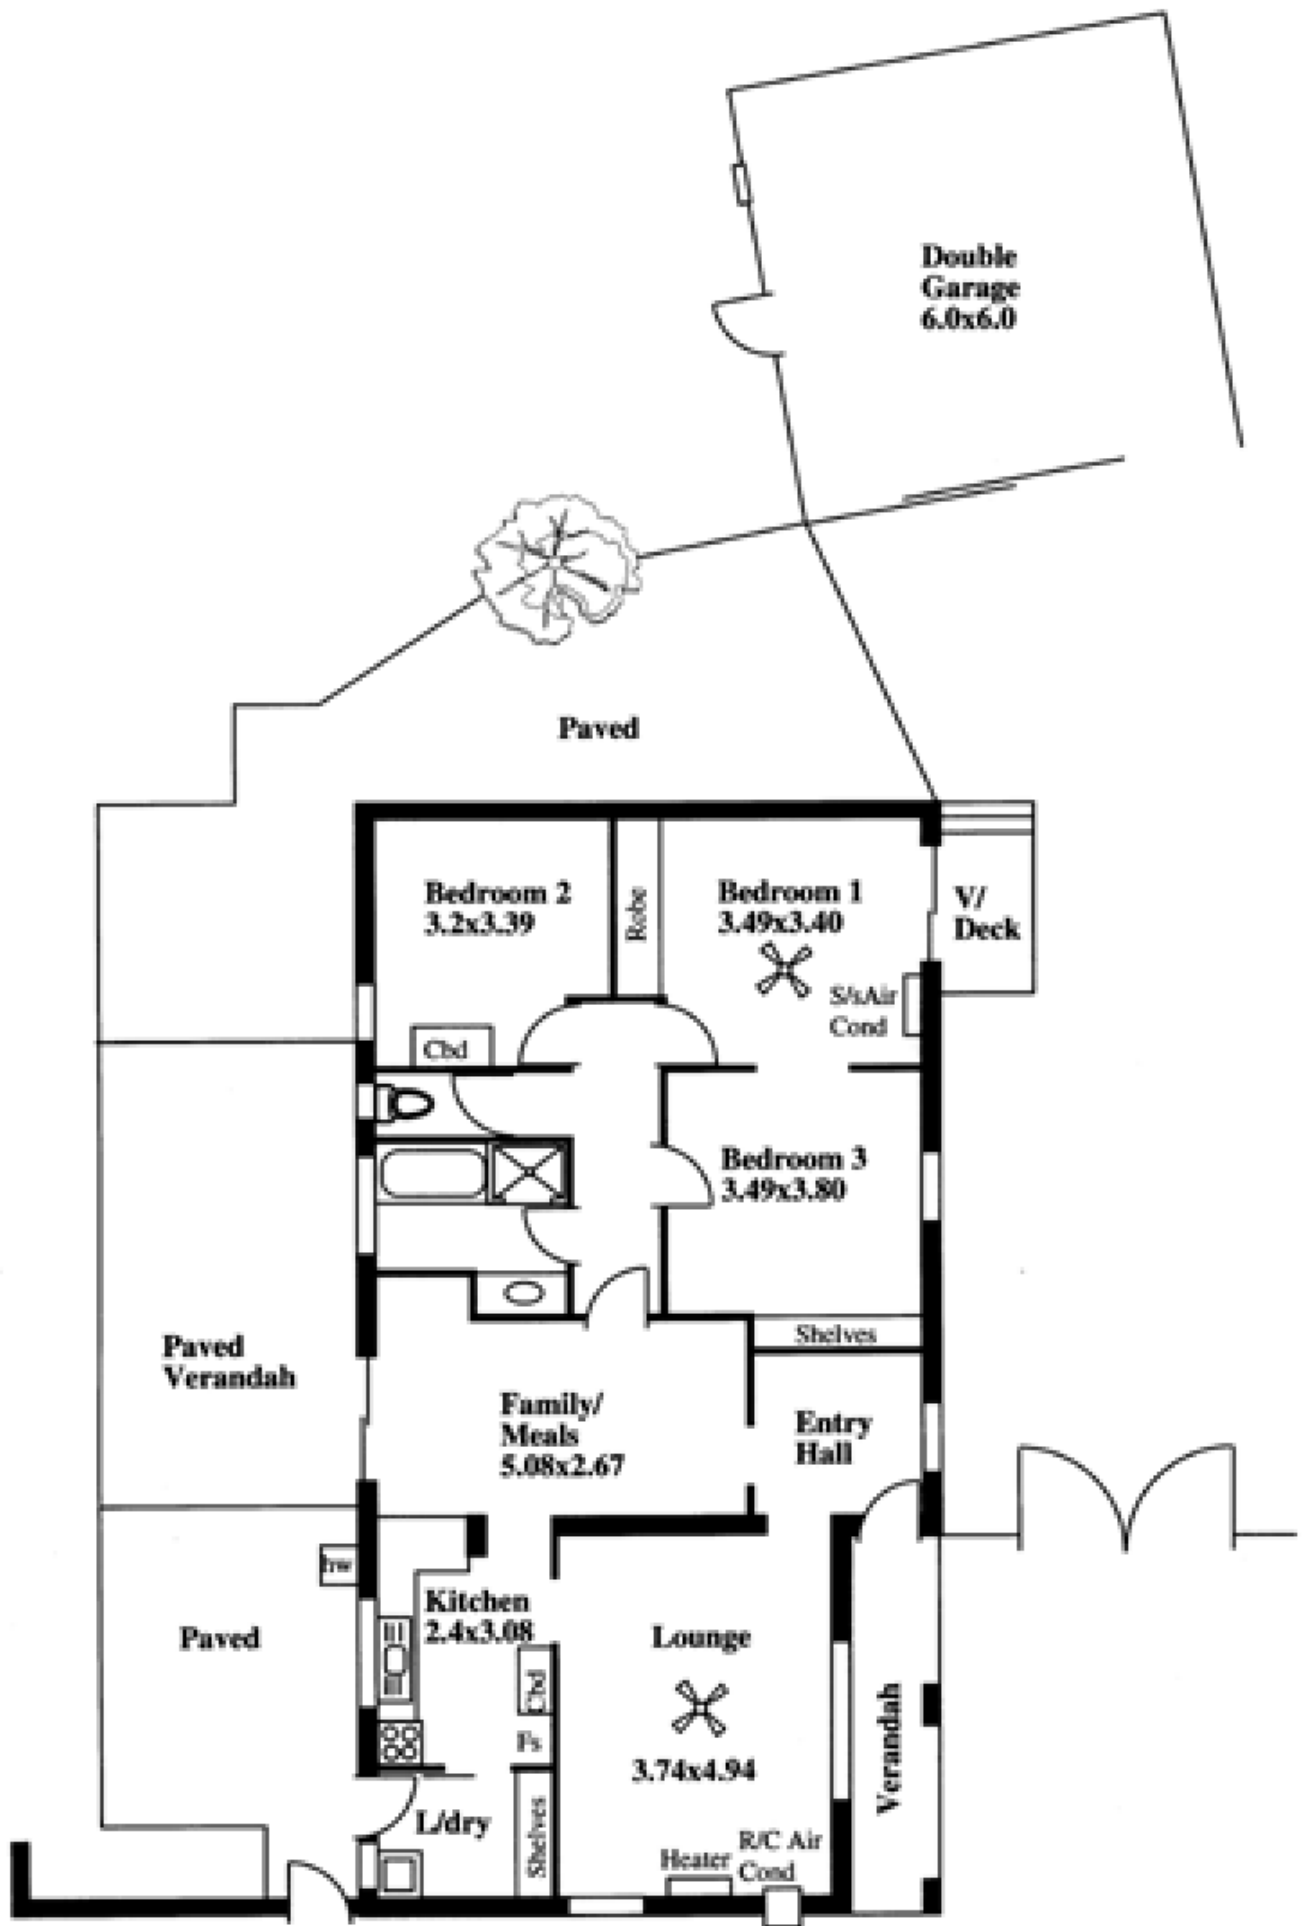 Double
Garage
6.0x6.0
Paved
Bedroom 2
3.2x3.39
Robe
Bedroom 1
3.49x3.40
V/
Deck
S/sAir
Cond
Cbd
Bedroom 3
3.49x3.80
Shelves
Paved
Verandah
Family/
Meals
5.08x2.67
Entry
Hall
hw
Kitchen
2.4x3.08
Paved
Lounge
Cbd
Fs
3.74x4.94
Verandah
L/dry
Shelves
Heater
R/C Air
Cond